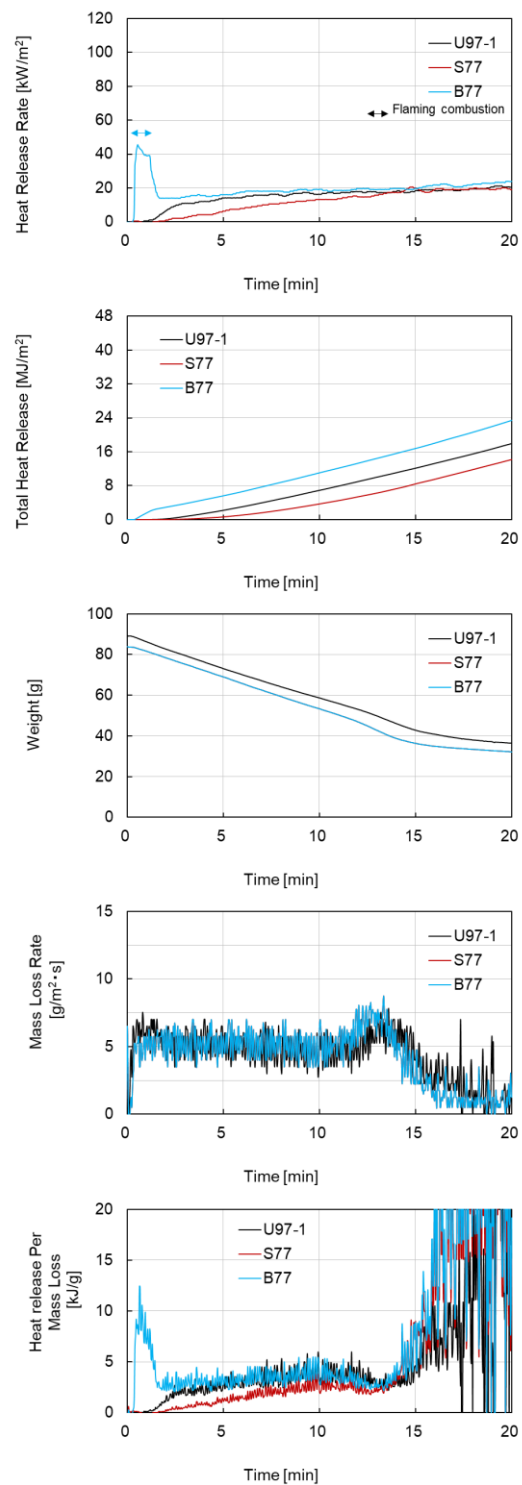 Heat Release Rate [kW/m²]
120
100
80
60
40
20
0
U97-1
S77
B77
Flaming combustion
0 5 10 15 20
Time [min]
Total Heat Release [MJ/m²]
48
40
32
24
16
8
0
U97-1
S77
B77
0 5 10 15 20
Time [min]
Weight [g]
100
80
60
40
20
0
U97-1
S77
B77
0 5 10 15 20
Time [min]
Mass Loss Rate
[g/m²・s]
15
10
5
0
U97-1
S77
B77
0 5 10 15 20
Time [min]
Heat release Per
Mass Loss
[kJ/g]
20
15
10
5
0
U97-1
S77
B77
0 5 10 15 20
Time [min]